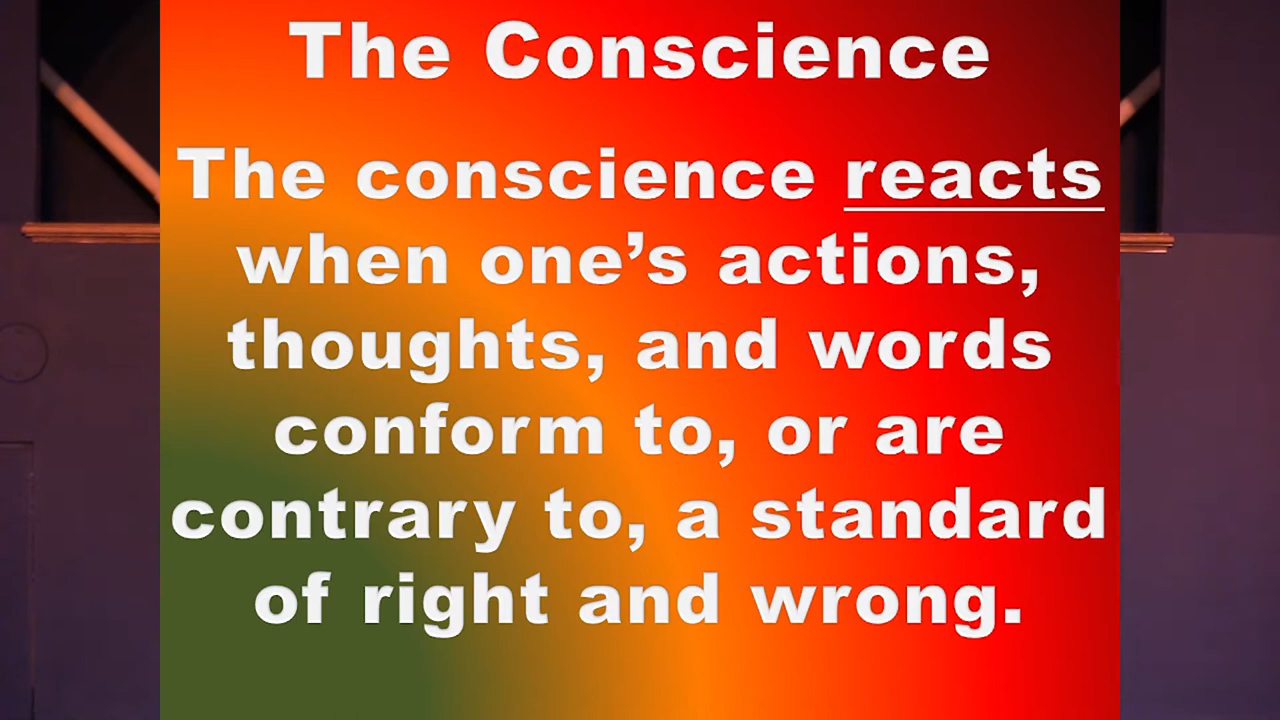 The Conscience
The conscience reacts
when one’s actions,
thoughts, and words
conform to, or are
contrary to, a standard
of right and wrong.